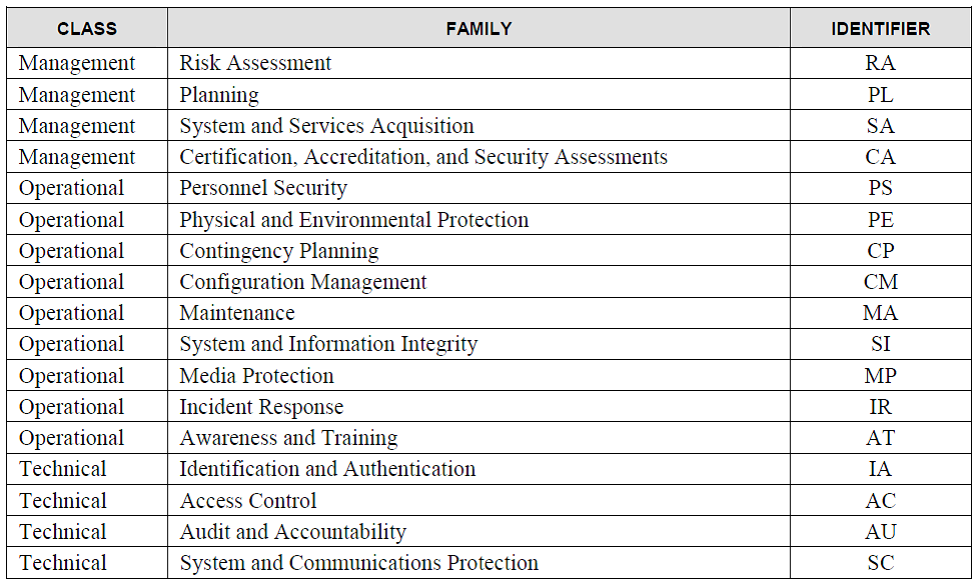 CLASS FAMILY IDENTIFIER
Management Risk Assessment RA
Management Planning PL
Management System and Services Acquisition SA
Management Certification, Accreditation, and Security Assessments CA
Operational Personnel Security PS
Operational Physical and Environmental Protection PE
Operational Contingency Planning CP
Operational Configuration Management CM
Operational Maintenance MA
Operational System and Information Integrity SI
Operational Media Protection MP
Operational Incident Response IR
Operational Awareness and Training AT
Technical Identification and Authentication IA
Technical Access Control AC
Technical Audit and Accountability AU
Technical System and Communications Protection SC